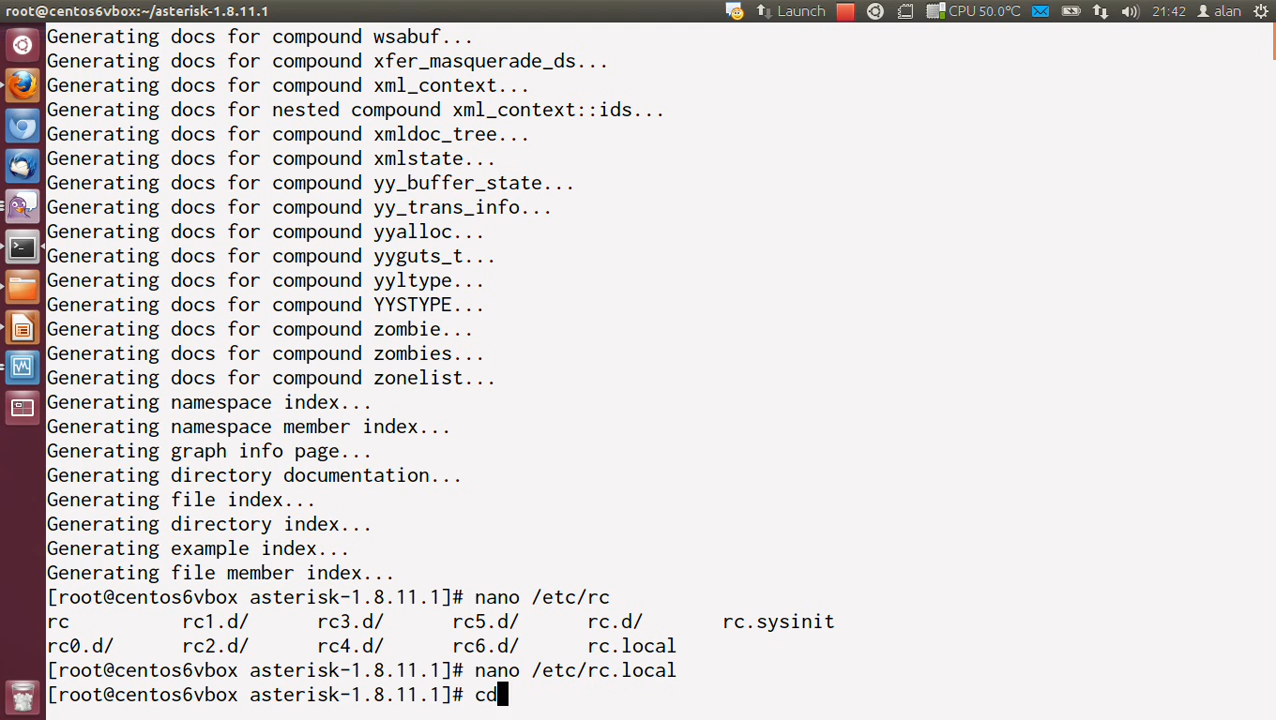 root@centos6vbox:~/asterisk-1.8.11.1
Launch CPU 50.0°C 21:42 alan
Generating docs for compound wsabuf...
Generating docs for compound xfer_masquerade_ds...
Generating docs for compound xml_context...
Generating docs for nested compound xml_context::ids...
Generating docs for compound xmldoc_tree...
Generating docs for compound xmlstate...
Generating docs for compound yy_buffer_state...
Generating docs for compound yy_trans_info...
Generating docs for compound yyalloc...
Generating docs for compound yyguts_t...
Generating docs for compound yyltype...
Generating docs for compound YYSTYPE...
Generating docs for compound zombie...
Generating docs for compound zombies...
Generating docs for compound zonelist...
Generating namespace index...
Generating namespace member index...
Generating graph info page...
Generating directory documentation...
Generating file index...
Generating directory index...
Generating example index...
Generating file member index...
[root@centos6vbox asterisk-1.8.11.1]# nano /etc/rc
rc rc1.d/ rc3.d/ rc5.d/ rc.d/ rc.sysinit
rc0.d/ rc2.d/ rc4.d/ rc6.d/ rc.local
[root@centos6vbox asterisk-1.8.11.1]# nano /etc/rc.local
[root@centos6vbox asterisk-1.8.11.1]# cd